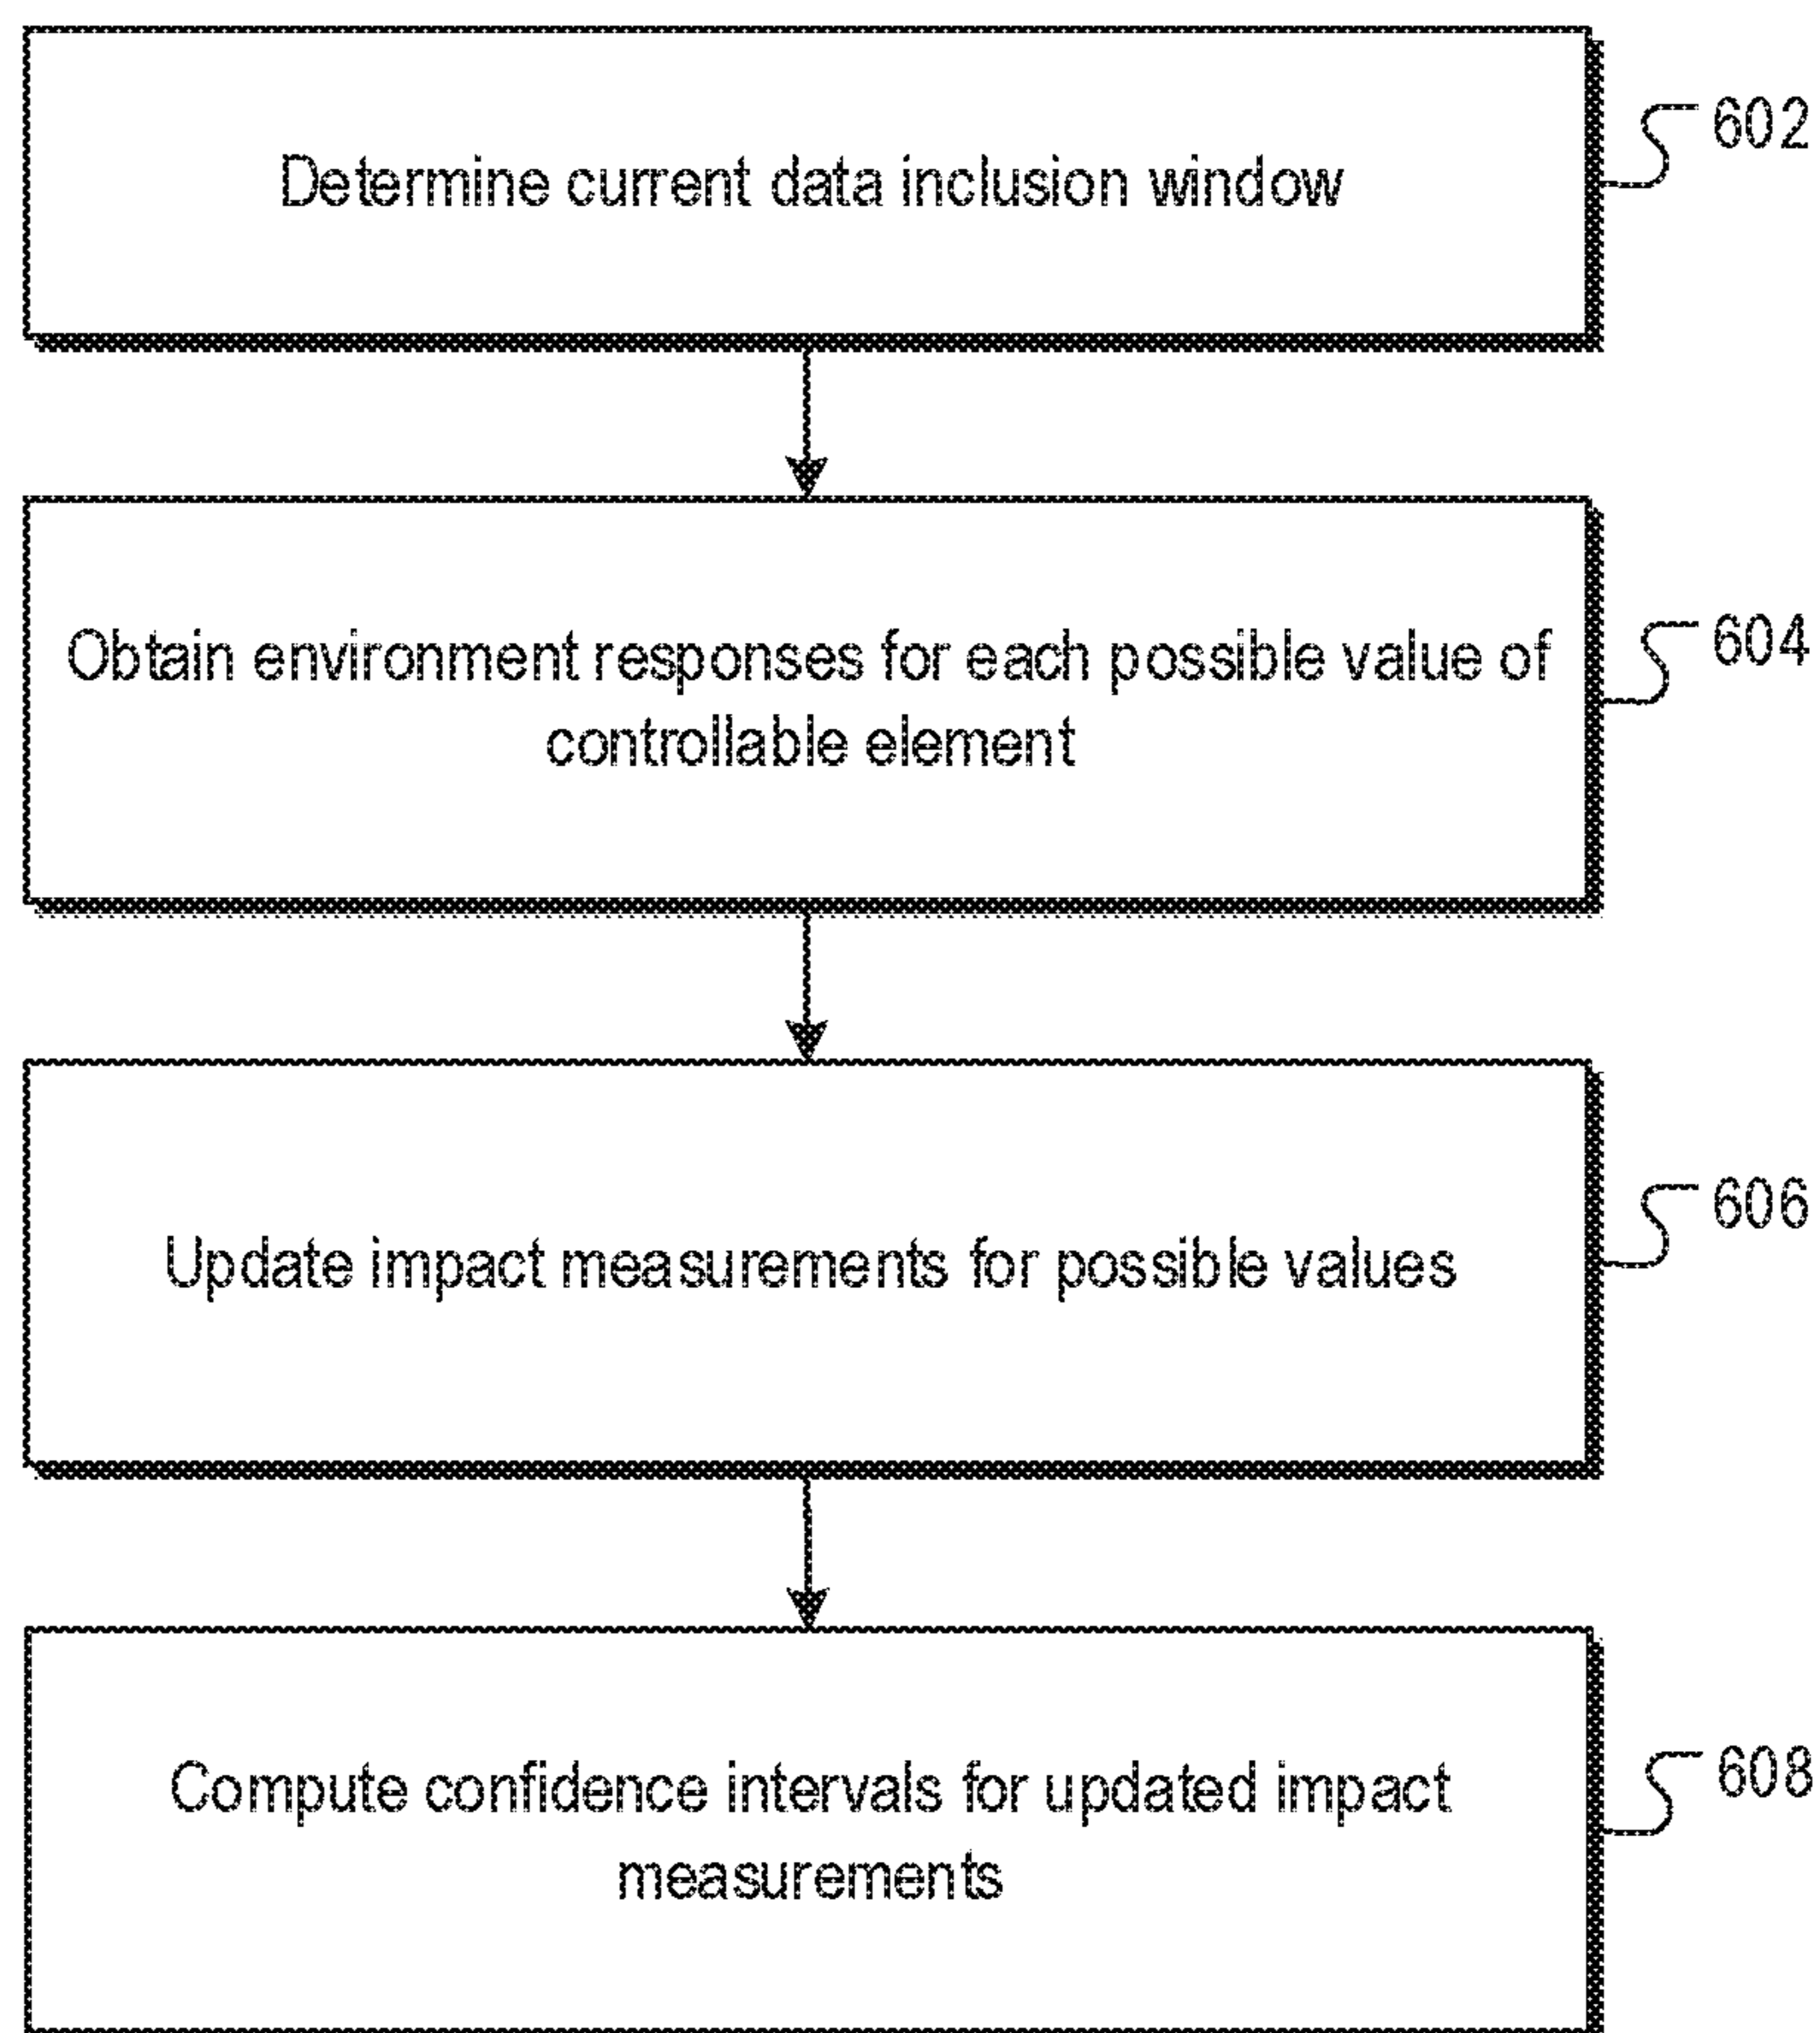 Determine current data inclusion window
602
Obtain environment responses for each possible value of
controllable element
604
Update impact measurements for possible values
606
Compute confidence intervals for updated impact
measurements
608